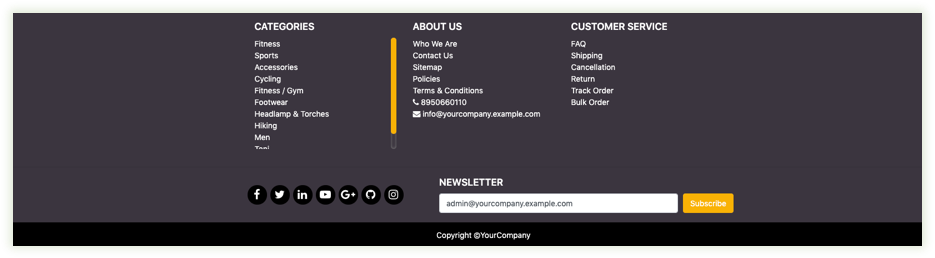 CATEGORIES
Fitness
Sports
Accessories
Cycling
Fitness / Gym
Footwear
Headlamp & Torches
Hiking
Men
ABOUT US
Who We Are
Contact Us
Sitemap
Policies
Terms & Conditions
8950660110
info@yourcompany.example.com
CUSTOMER SERVICE
FAQ
Shipping
Cancellation
Return
Track Order
Bulk Order
NEWSLETTER
admin@yourcompany.example.com
Subscribe
Copyright ©YourCompany